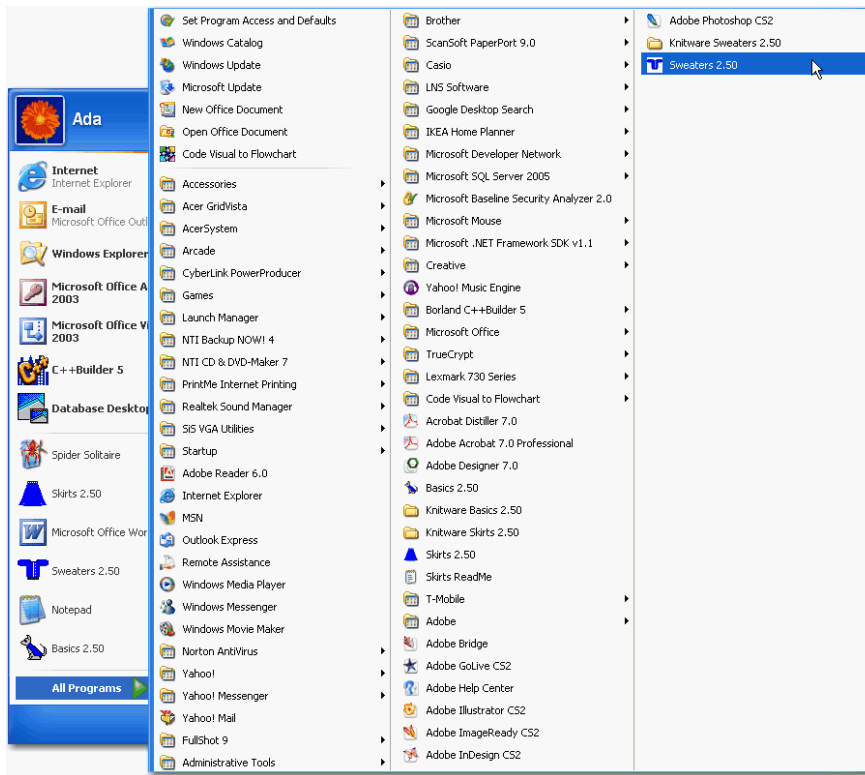 Ada
Internet
Internet Explorer
E-mail
Microsoft Office Outl
Windows Explorer
Microsoft Office A
2003
Microsoft Office Vi
2003
C++Builder 5
Database Desktop
Spider Solitaire
Skirts 2.50
Microsoft Office Wor
Sweaters 2.50
Notepad
Basics 2.50
All Programs
Set Program Access and Defaults
Windows Catalog
Windows Update
Microsoft Update
New Office Document
Open Office Document
Code Visual to Flowchart
Accessories
Acer GridVista
AcerSystem
Arcade
CyberLink PowerProducer
Games
Launch Manager
NTI Backup NOW! 4
NTI CD & DVD-Maker 7
PrintMe Internet Printing
Realtek Sound Manager
SiS VGA Utilities
Startup
Adobe Reader 6.0
Internet Explorer
MSN
Outlook Express
Remote Assistance
Windows Media Player
Windows Messenger
Windows Movie Maker
Norton AntiVirus
Yahoo!
Yahoo! Messenger
Yahoo! Mail
FullShot 9
Administrative Tools
Brother
ScanSoft PaperPort 9.0
Casio
LNS Software
Google Desktop Search
IKEA Home Planner
Microsoft Developer Network
Microsoft SQL Server 2005
Microsoft Baseline Security Analyzer 2.0
Microsoft Mouse
Microsoft .NET Framework SDK v1.1
Creative
Yahoo! Music Engine
Borland C++Builder 5
Microsoft Office
TrueCrypt
Lexmark 730 Series
Code Visual to Flowchart
Acrobat Distiller 7.0
Adobe Acrobat 7.0 Professional
Adobe Designer 7.0
Basics 2.50
Knitware Basics 2.50
Knitware Skirts 2.50
Skirts 2.50
Skirts ReadMe
T-Mobile
Adobe
Adobe Bridge
Adobe GoLive CS2
Adobe Help Center
Adobe Illustrator CS2
Adobe ImageReady CS2
Adobe InDesign CS2
Adobe Photoshop CS2
Knitware Sweaters 2.50
Sweaters 2.50